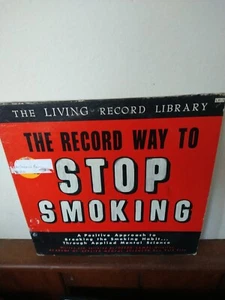 THE LIVING RECORD LIBRARY
THE RECORD WAY TO
STOP
SMOKING
A Positive Approach to
Breaking the Smoking Habit...
Through Applied Mental Science